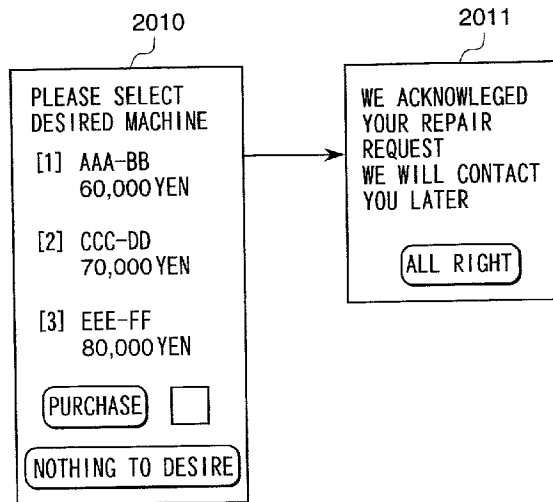 2010
PLEASE SELECT
DESIRED MACHINE
[1] AAA-BB
60,000 YEN
[2] CCC-DD
70,000 YEN
[3] EEE-FF
80,000 YEN
PURCHASE
NOTHING TO DESIRE
2011
WE ACKNOWLEGED
YOUR REPAIR
REQUEST
WE WILL CONTACT
YOU LATER
ALL RIGHT